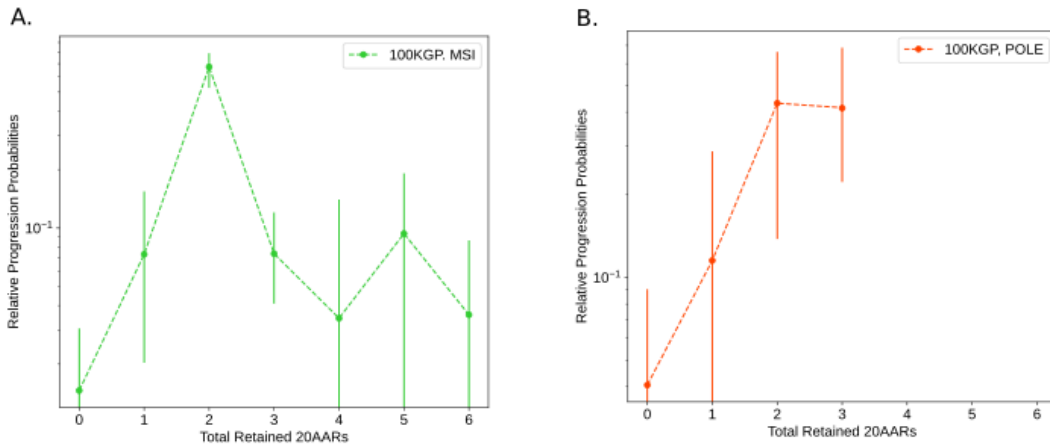 A.
100KGP. MSI
Relative Progression Probabilities
10⁻¹
0 1 2 3 4 5 6
Total Retained 20AARs
B.
100KGP, POLE
Relative Progression Probabilities
10⁻¹
0 1 2 3 4 5 6
Total Retained 20AARs